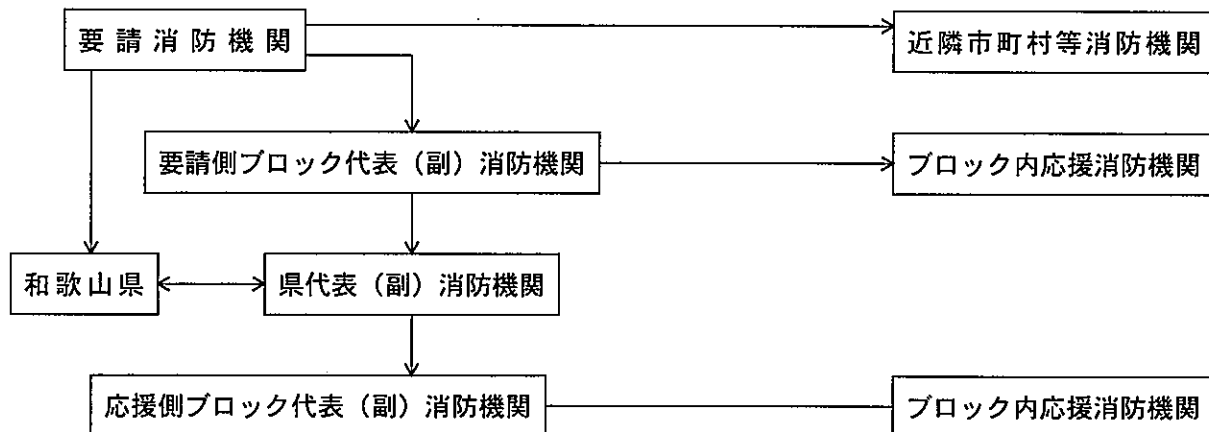 要請消防機関
近隣市町村等消防機関
要請側ブロック代表（副）消防機関
ブロック内応援消防機関
和歌山県
県代表（副）消防機関
応援側ブロック代表（副）消防機関
ブロック内応援消防機関